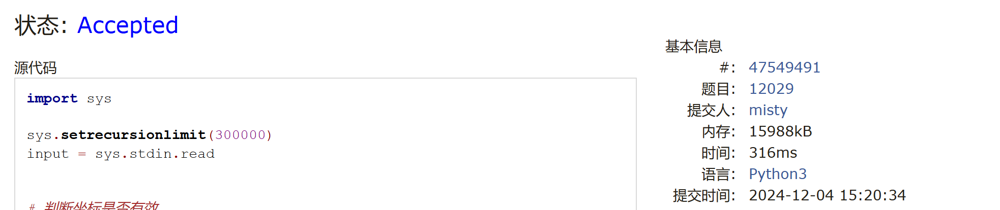 状态: Accepted
源代码
import sys
sys.setrecursionlimit(300000)
input = sys.stdin.read
# 判断坐标是否有效
基本信息
#: 47549491
题目: 12029
提交人: misty
内存: 15988kB
时间: 316ms
语言: Python3
提交时间: 2024-12-04 15:20:34